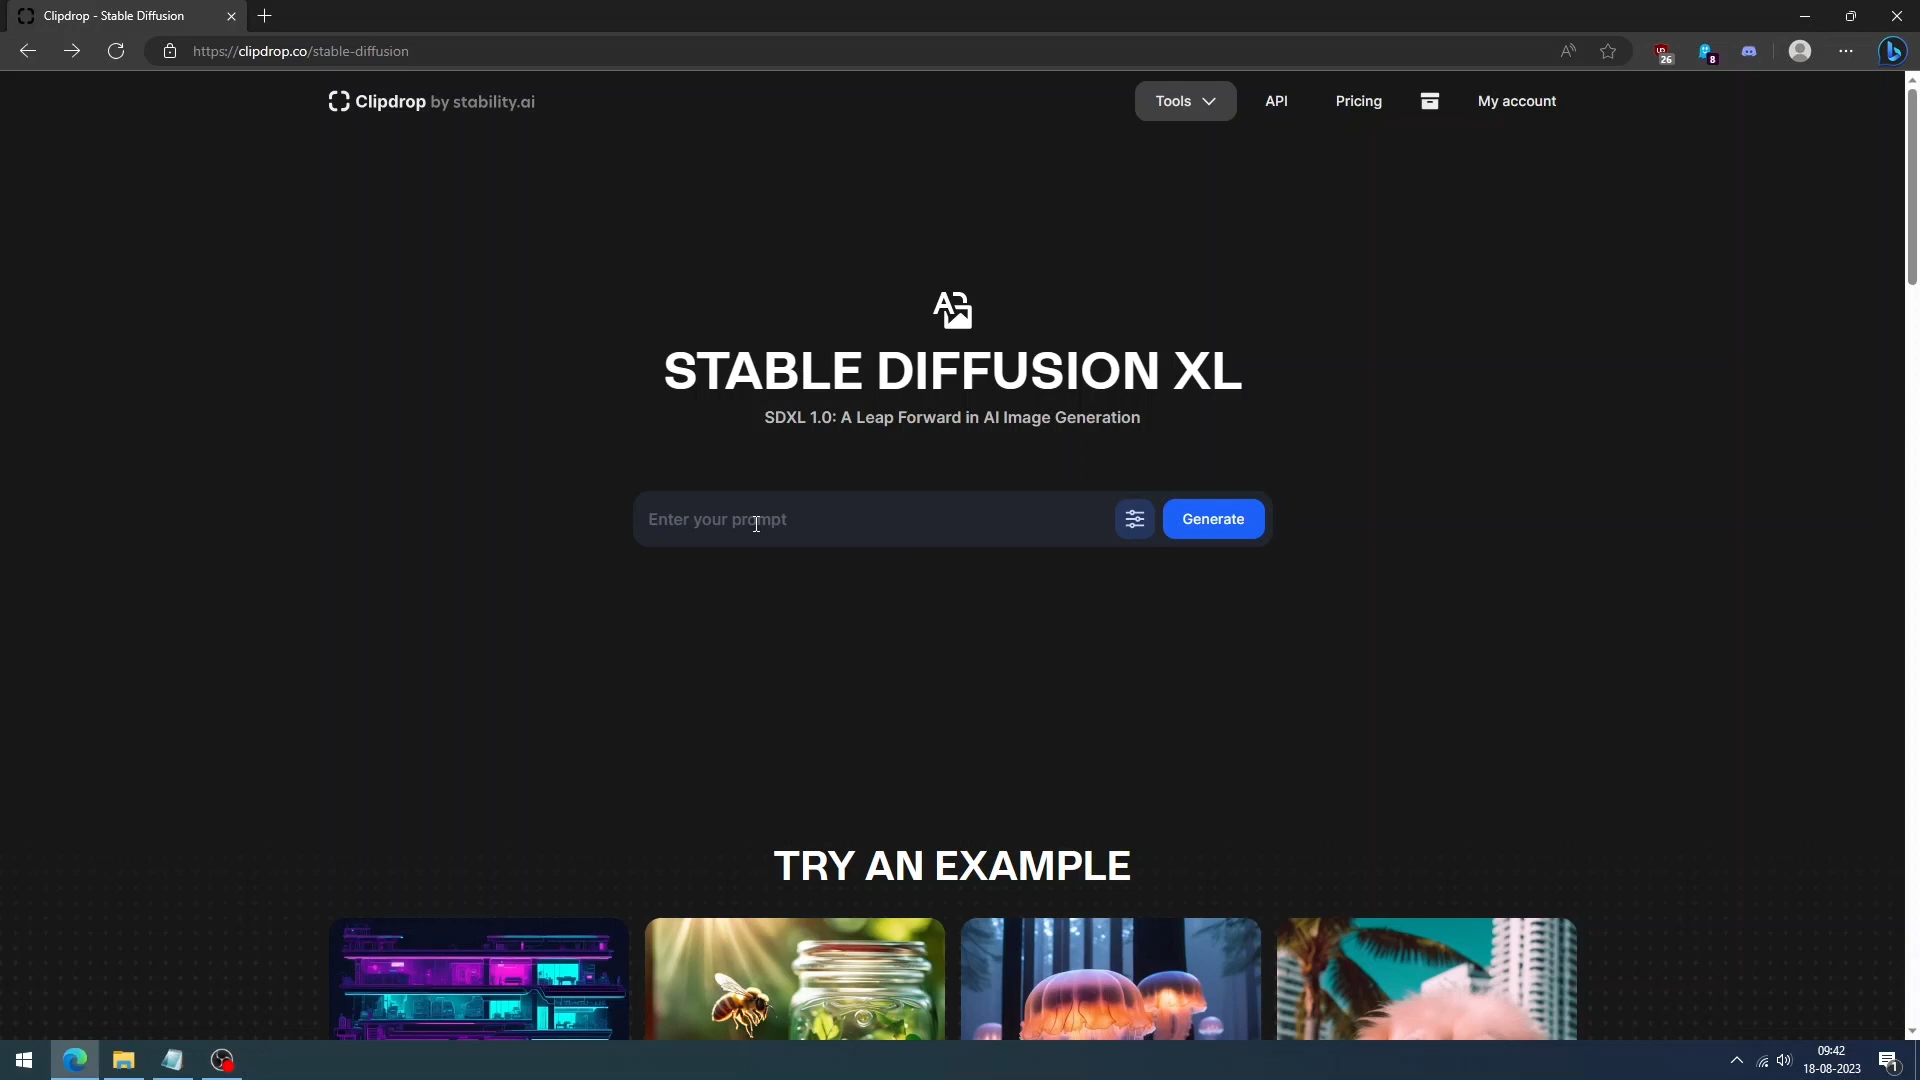 Clipdrop - Stable Diffusion
https://clipdrop.co/stable-diffusion
26
8
Clipdrop by stability.ai
Tools
API
Pricing
My account
STABLE DIFFUSION XL
SDXL 1.0: A Leap Forward in AI Image Generation
Enter your prompt
Generate
TRY AN EXAMPLE
09:42
18-08-2023
1